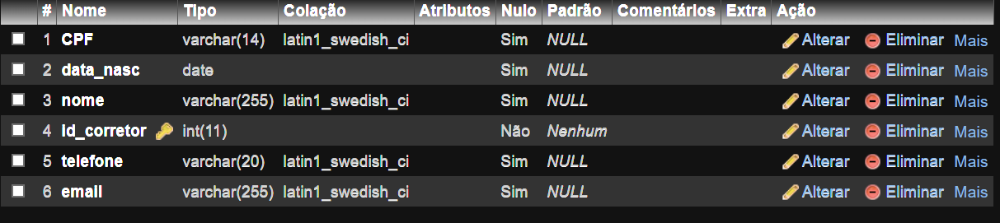 # Nome Tipo Colação Atributos Nulo Padrão Comentários Extra Ação
1 CPF varchar(14) latin1_swedish_ci Sim NULL Alterar Eliminar Mais
2 data_nasc date Sim NULL Alterar Eliminar Mais
3 nome varchar(255) latin1_swedish_ci Sim NULL Alterar Eliminar Mais
4 id_corretor int(11) Não Nenhum Alterar Eliminar Mais
5 telefone varchar(20) latin1_swedish_ci Sim NULL Alterar Eliminar Mais
6 email varchar(255) latin1_swedish_ci Sim NULL Alterar Eliminar Mais